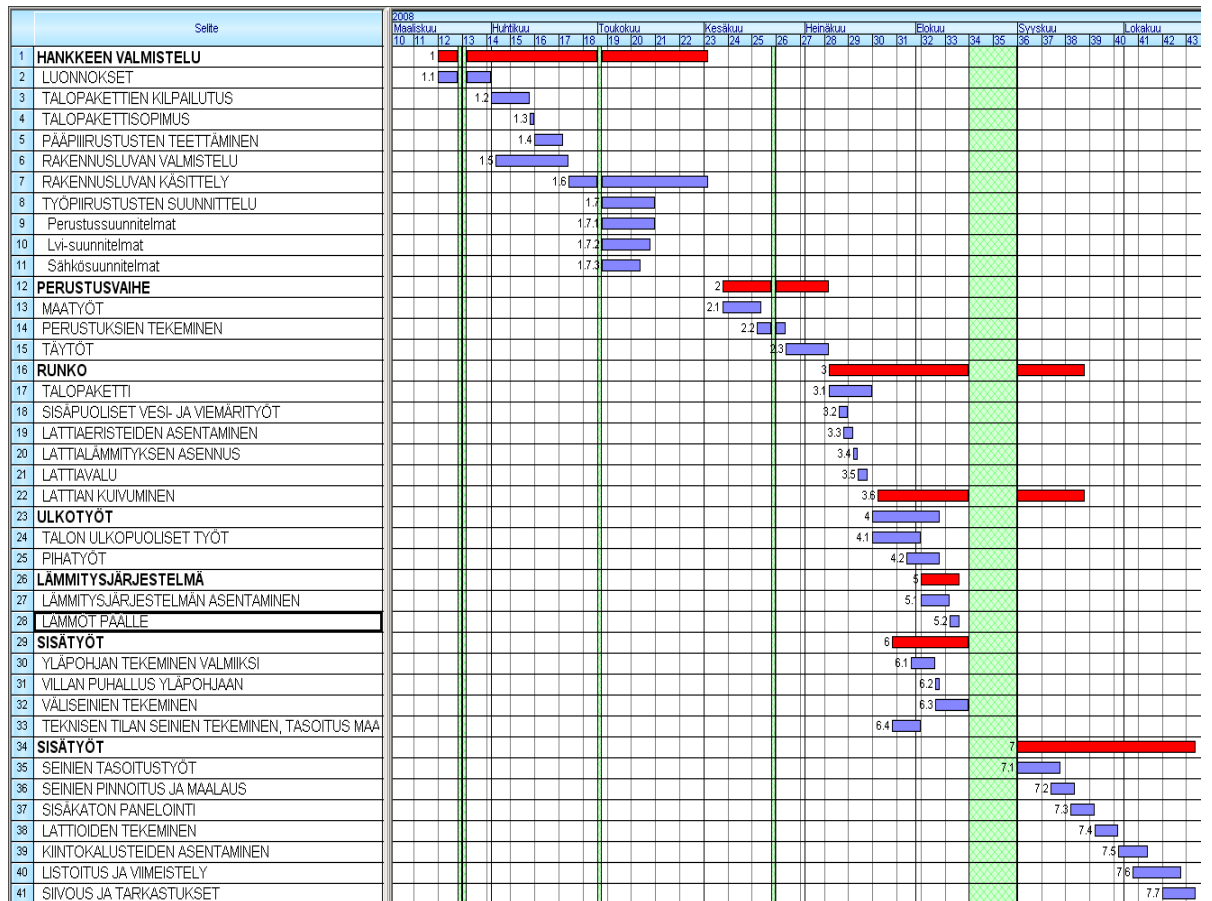 Selite
2008
Maaliskuu Huhtikuu Toukokuu Kesäkuu Heinäkuu Elokuu Syyskuu Lokakuu
10 11 12 13 14 15 16 17 18 19 20 21 22 23 24 25 26 27 28 29 30 31 32 33 34 35 36 37 38 39 40 41 42 43
1 HANKKEEN VALMISTELU 1
2 LUONNOKSET 1.1
3 TALOPAKETTIEN KILPAILUTUS 1.2
4 TALOPAKETTISOPIMUS 1.3
5 PÄÄPIIRUSTUSTEN TEETTÄMINEN 1.4
6 RAKENNUSLUVAN VALMISTELU 1.5
7 RAKENNUSLUVAN KÄSITTELY 1.6
8 TYÖPIIRUSTUSTEN SUUNNITTELU 1.7
9 Perustussuunnitelmat 1.7.1
10 Lvi-suunnitelmat 1.7.2
11 Sähkösuunnitelmat 1.7.3
12 PERUSTUSVAIHE 2
13 MAATYÖT 2.1
14 PERUSTUKSIEN TEKEMINEN 2.2
15 TÄYTÖT 2.3
16 RUNKO 3
17 TALOPAKETTI 3.1
18 SISÄPUOLISET VESI- JA VIEMÄRITYÖT 3.2
19 LATTIAERISTEIDEN ASENTAMINEN 3.3
20 LATTIALÄMMITYKSEN ASENNUS 3.4
21 LATTIAVALU 3.5
22 LATTIAN KUIVUMINEN 3.6
23 ULKOTYÖT 4
24 TALON ULKOPUOLISET TYÖT 4.1
25 PIHATYÖT 4.2
26 LÄMMITYSJÄRJESTELMÄ 5
27 LÄMMITYSJÄRJESTELMÄN ASENTAMINEN 5.1
28 LÄMMÖT PÄÄLLE 5.2
29 SISÄTYÖT 6
30 YLÄPOHJAN TEKEMINEN VALMIIKSI 6.1
31 VILLAN PUHALLUS YLÄPOHJAAN 6.2
32 VÄLISEINIEN TEKEMINEN 6.3
33 TEKNISEN TILAN SEINIEN TEKEMINEN, TASOITUS MAA 6.4
34 SISÄTYÖT 7
35 SEINIEN TASOITUSTYÖT 7.1
36 SEINIEN PINNOITUS JA MAALAUS 7.2
37 SISÄKATON PANELOINTI 7.3
38 LATTIOIDEN TEKEMINEN 7.4
39 KIINTOKALUSTEIDEN ASENTAMINEN 7.5
40 LISTOITUS JA VIIMEISTELY 7.6
41 SIIVOUS JA TARKASTUKSET 7.7